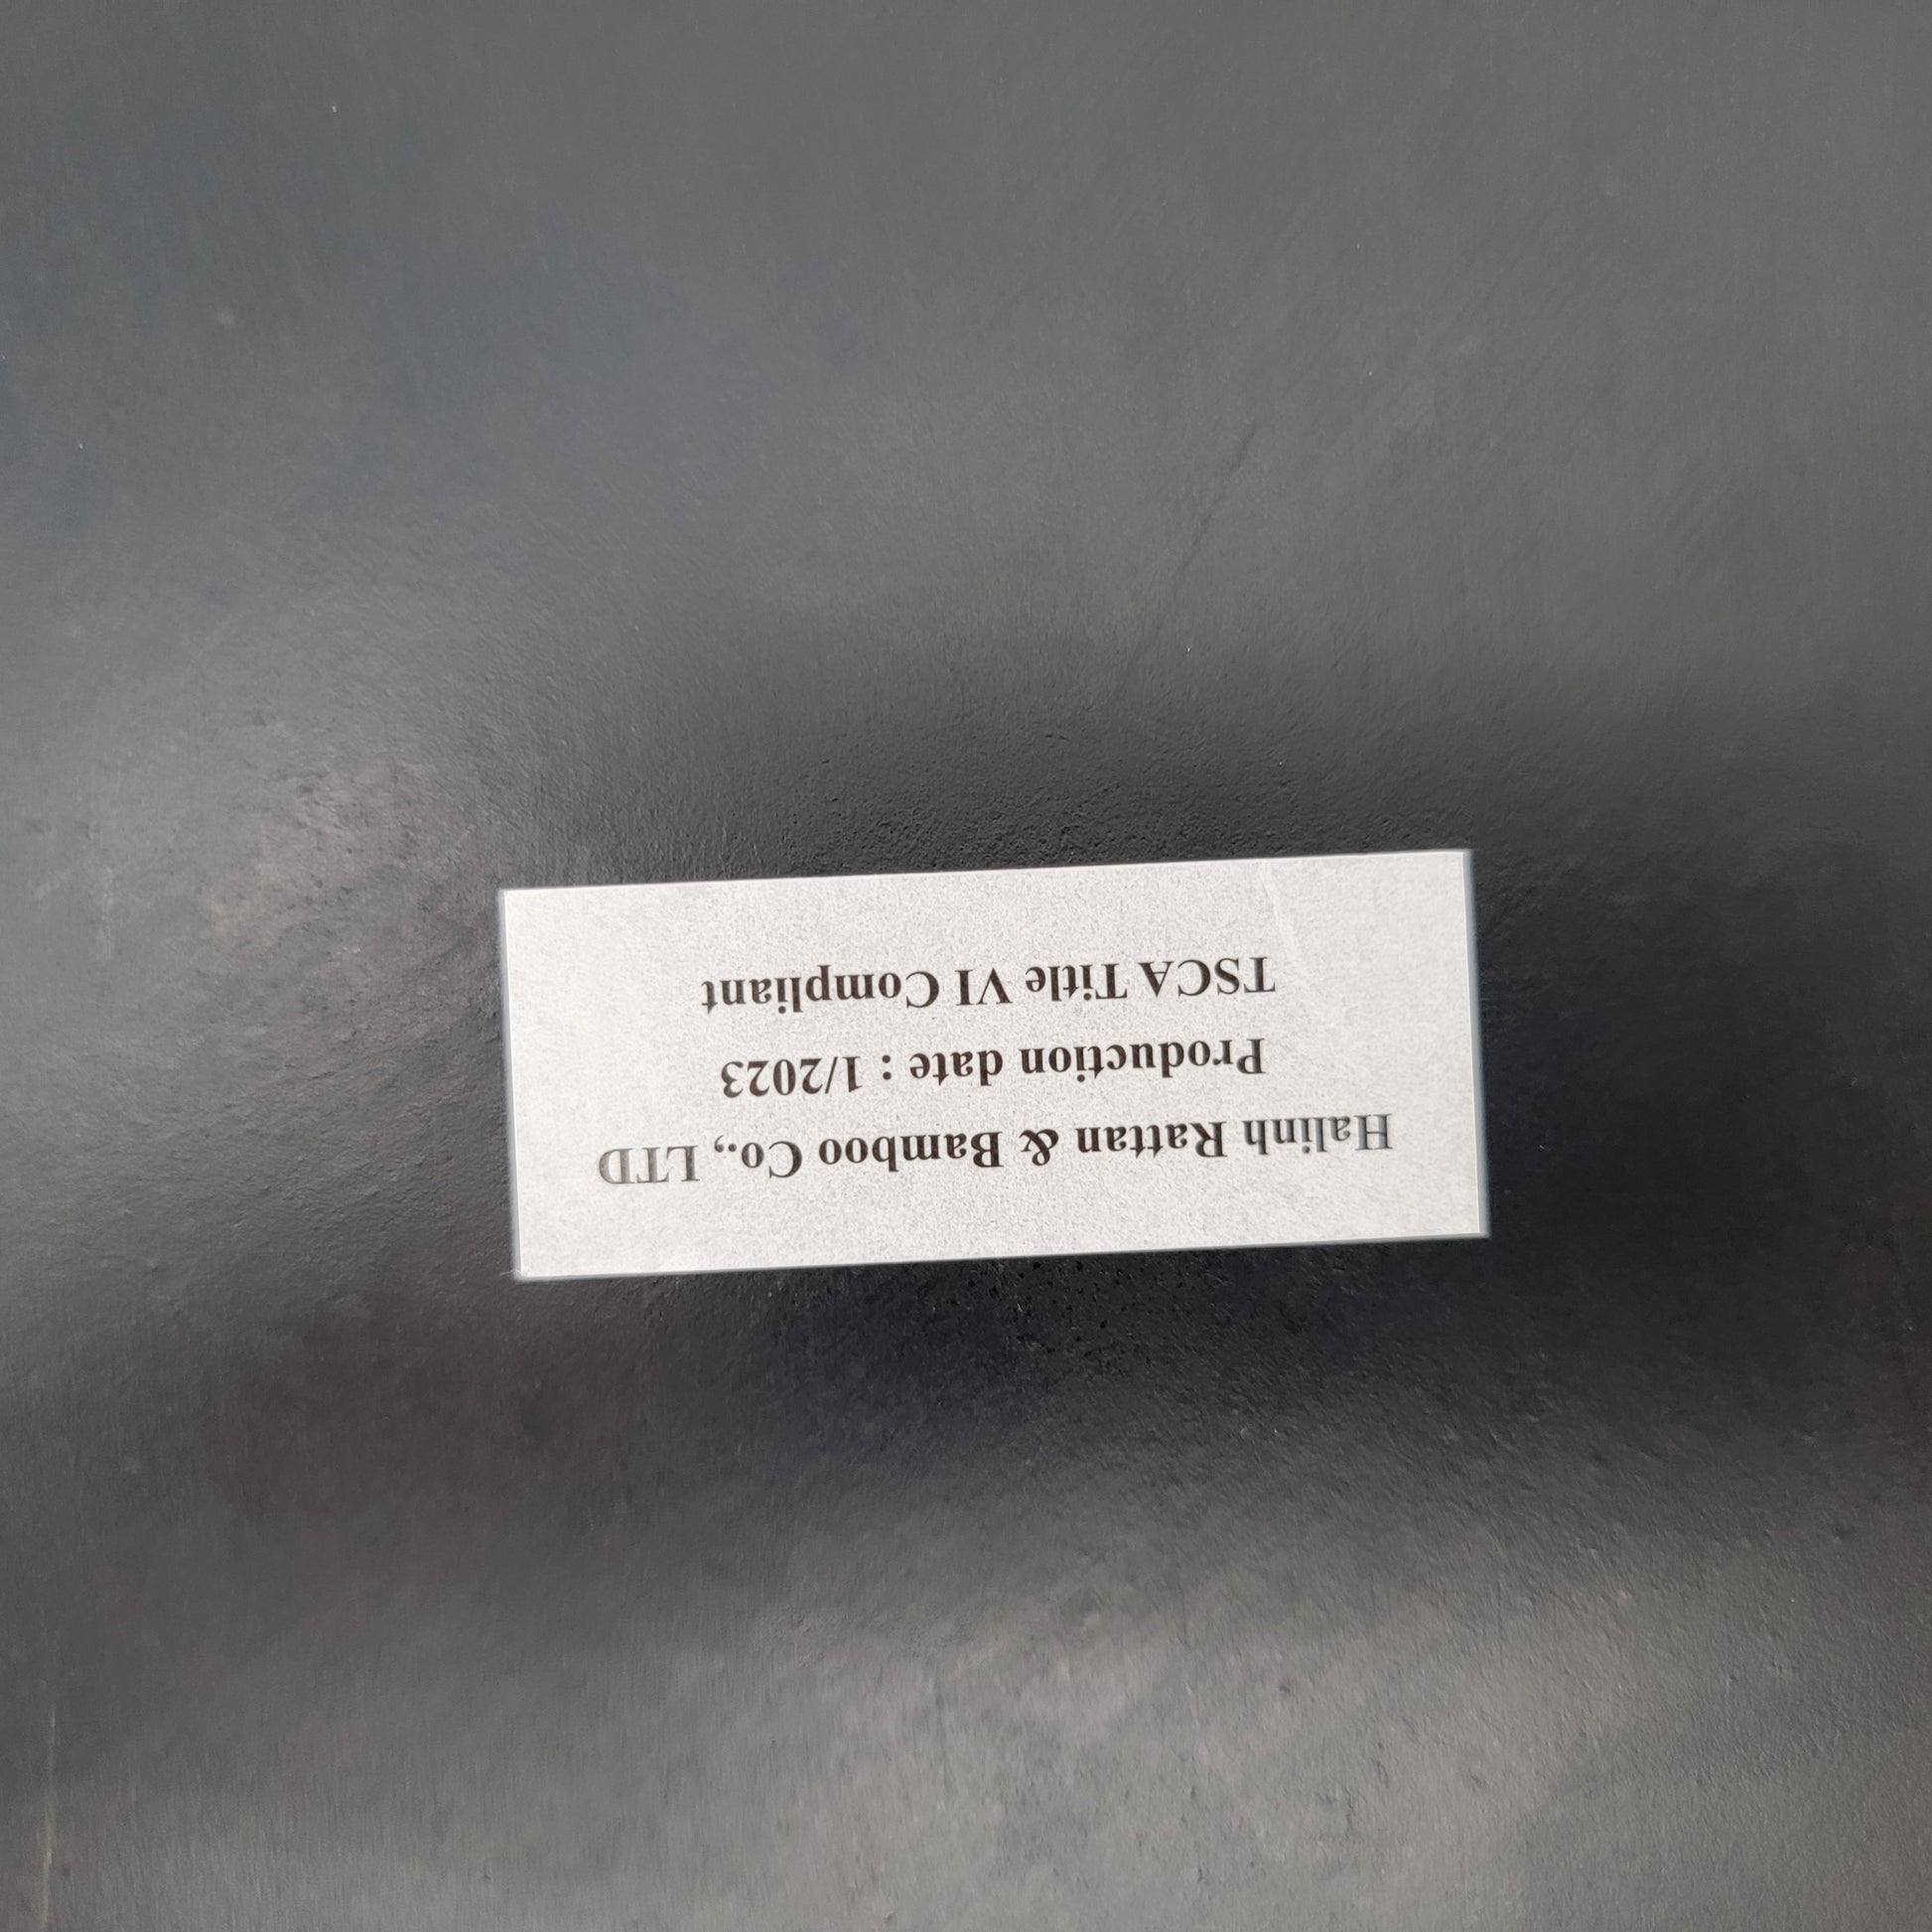 Halinh Rattan & Bamboo Co., LTD
Production date : 1/2023
TSCA Title VI Compliant